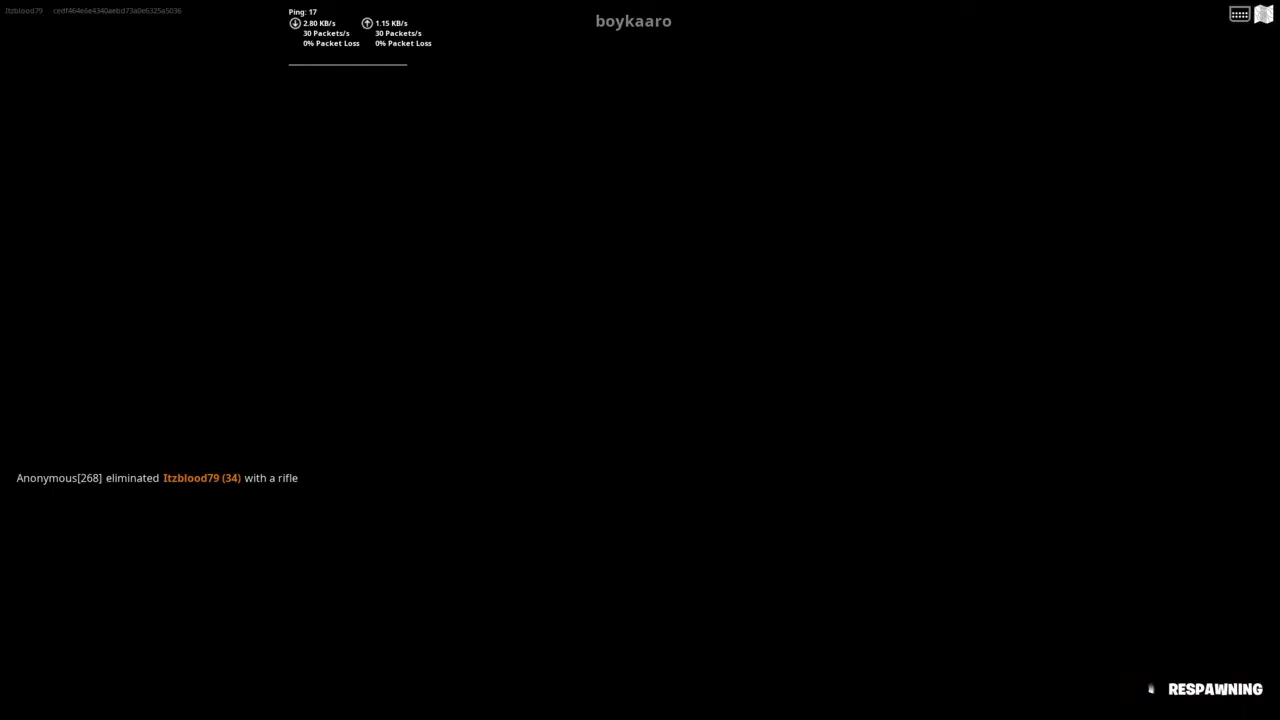 Itzblood79 cedf464e6e4340aebd73a0e6325a5036
Ping: 17
2.80 KB/s 1.15 KB/s
30 Packets/s 30 Packets/s
0% Packet Loss 0% Packet Loss
boykaaro
Anonymous[268] eliminated Itzblood79 (34) with a rifle
RESPAWNING